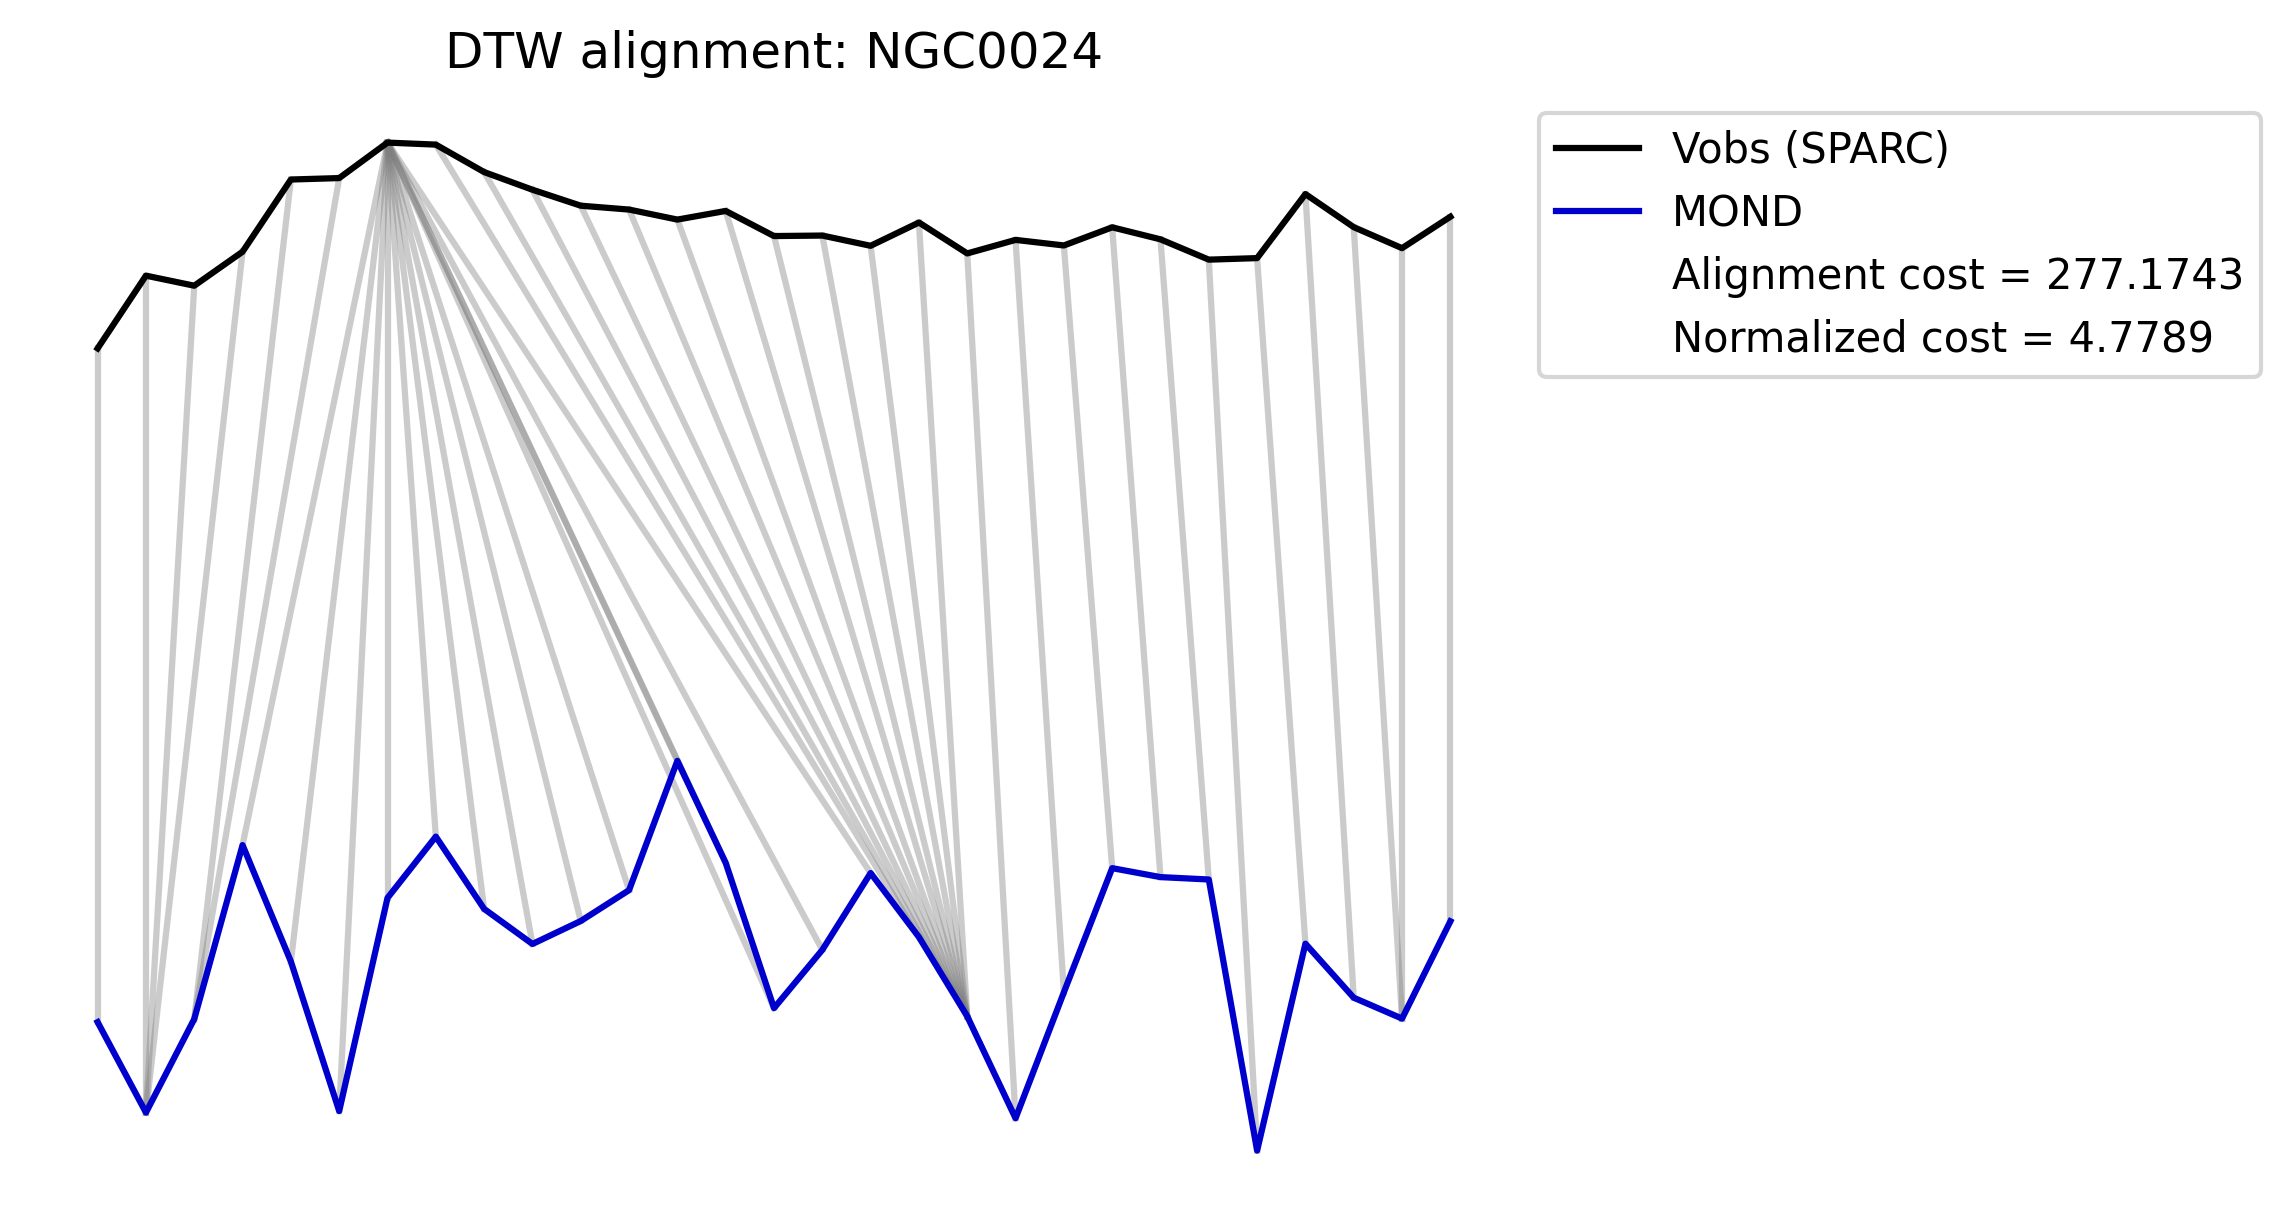 DTW alignment: NGC0024
Vobs (SPARC)
MOND
Alignment cost = 277.1743
Normalized cost = 4.7789